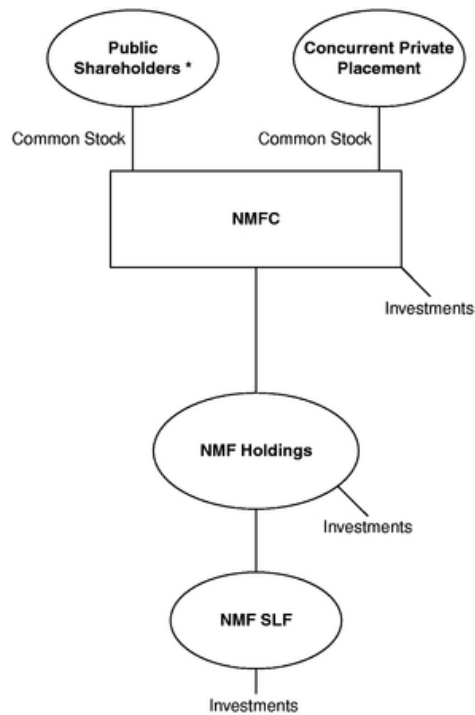 Public
Shareholders *
Concurrent Private
Placement
Common Stock
Common Stock
NMFC
Investments
NMF Holdings
Investments
NMF SLF
Investments